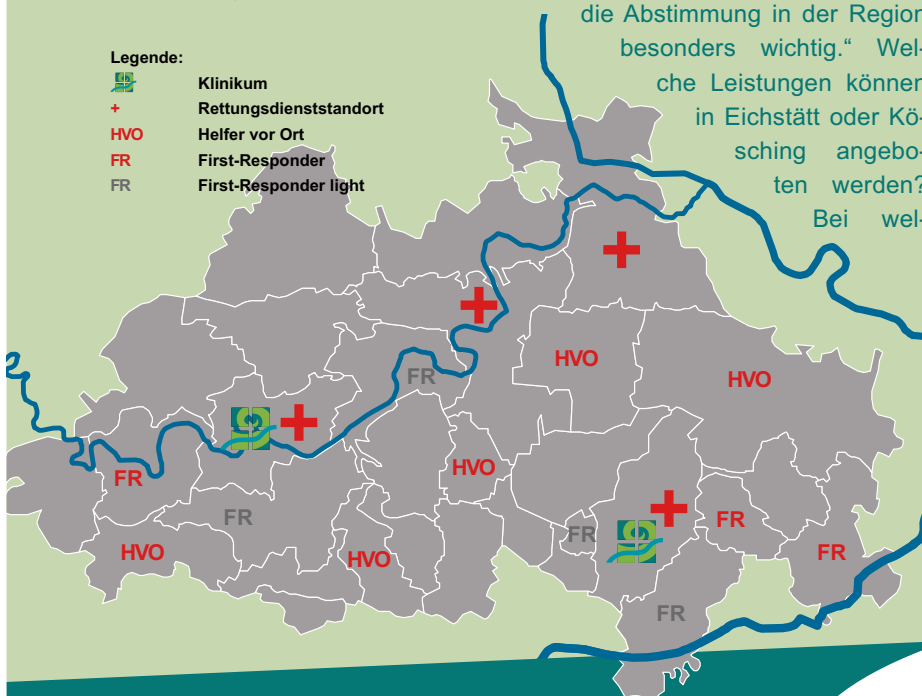 die Abstimmung in der Region
besonders wichtig.“ Wel-
che Leistungen können
in Eichstätt oder Kö-
sching angebo-
ten werden?
Bei wel-
Legende:
Klinikum
+ Rettungsdienststandort
HVO Helfer vor Ort
FR First-Responder
FR First-Responder light
HVO
HVO
FR
HVO
FR
FR
FR
FR
HVO
HVO
FR
FR